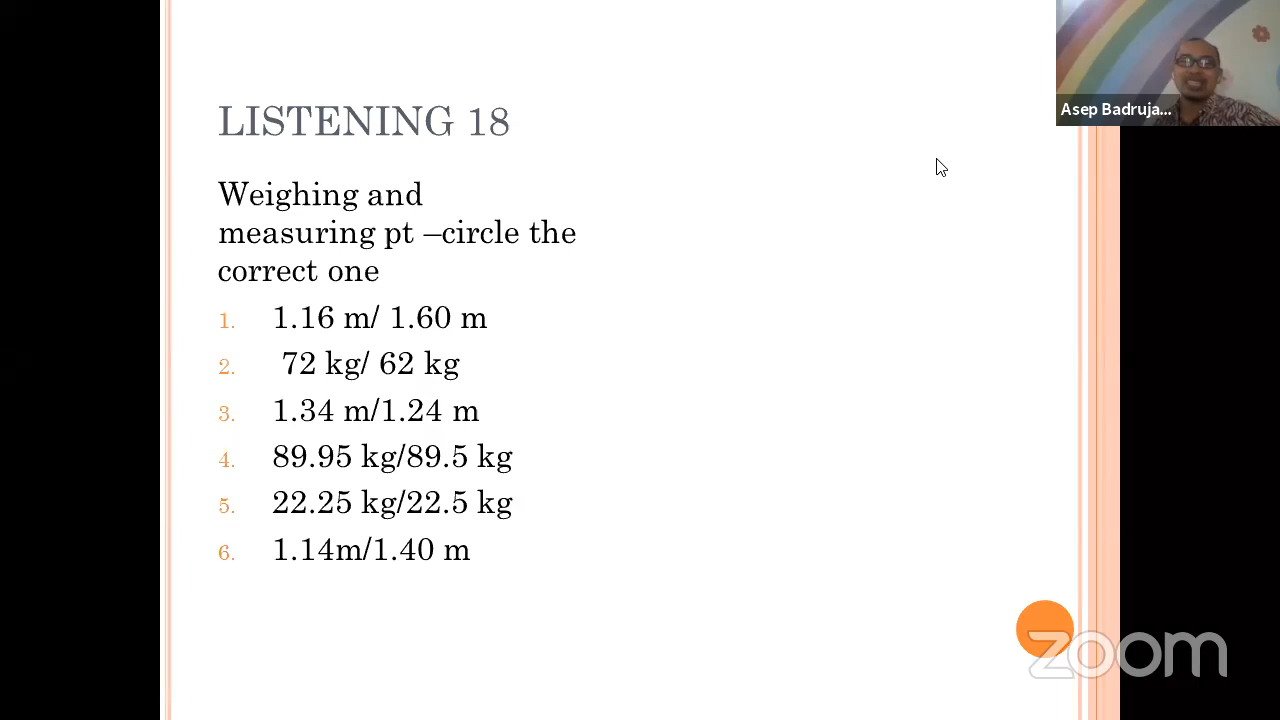 LISTENING 18
Weighing and
measuring pt –circle the
correct one
1. 1.16 m/ 1.60 m
2. 72 kg/ 62 kg
3. 1.34 m/1.24 m
4. 89.95 kg/89.5 kg
5. 22.25 kg/22.5 kg
6. 1.14m/1.40 m
Asep Badruja...
zoom